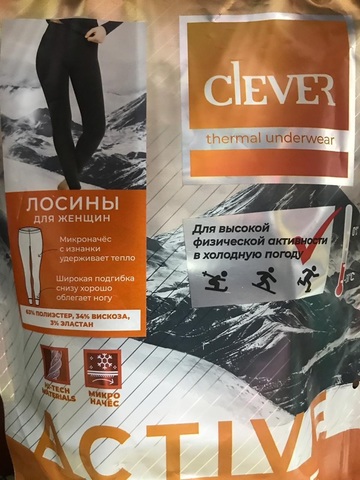 CLEVER
thermal underwear
ЛОСИНЫ
ДЛЯ ЖЕНЩИН
Микроначёс
с изнанки
удерживает тепло
Широкая подгибка
снизу хорошо
облегает ногу
63% ПОЛИЭСТЕР, 34% ВИСКОЗА,
3% ЭЛАСТАН
Для высокой
физической активности
в холодную погоду
HI-TECH
MATERIALS
МИКРО
НАЧЁС
ACTIVE